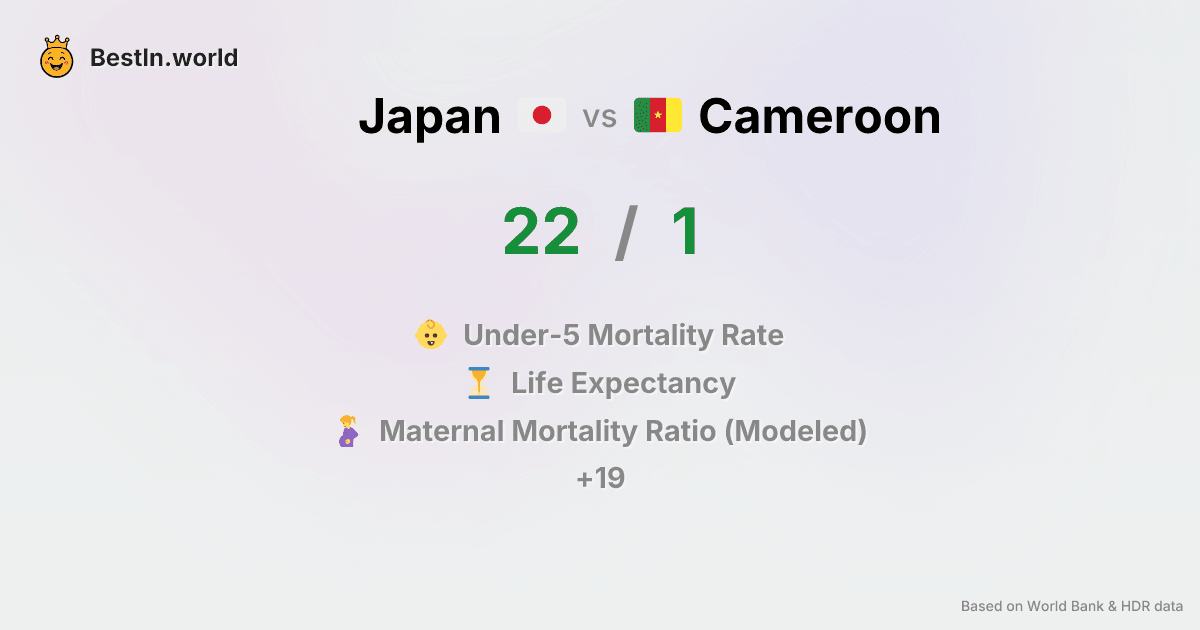 BestIn.world
Japan vs Cameroon
22 / 1
Under-5 Mortality Rate
Life Expectancy
Maternal Mortality Ratio (Modeled)
+19
Based on World Bank & HDR data